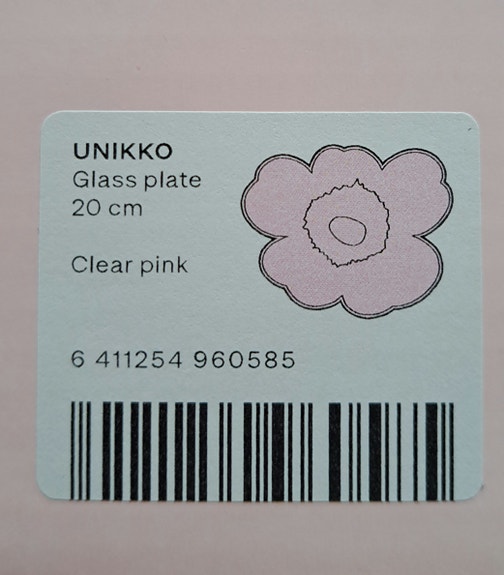 UNIKKO
Glass plate
20 cm
Clear pink
6 411254 960585